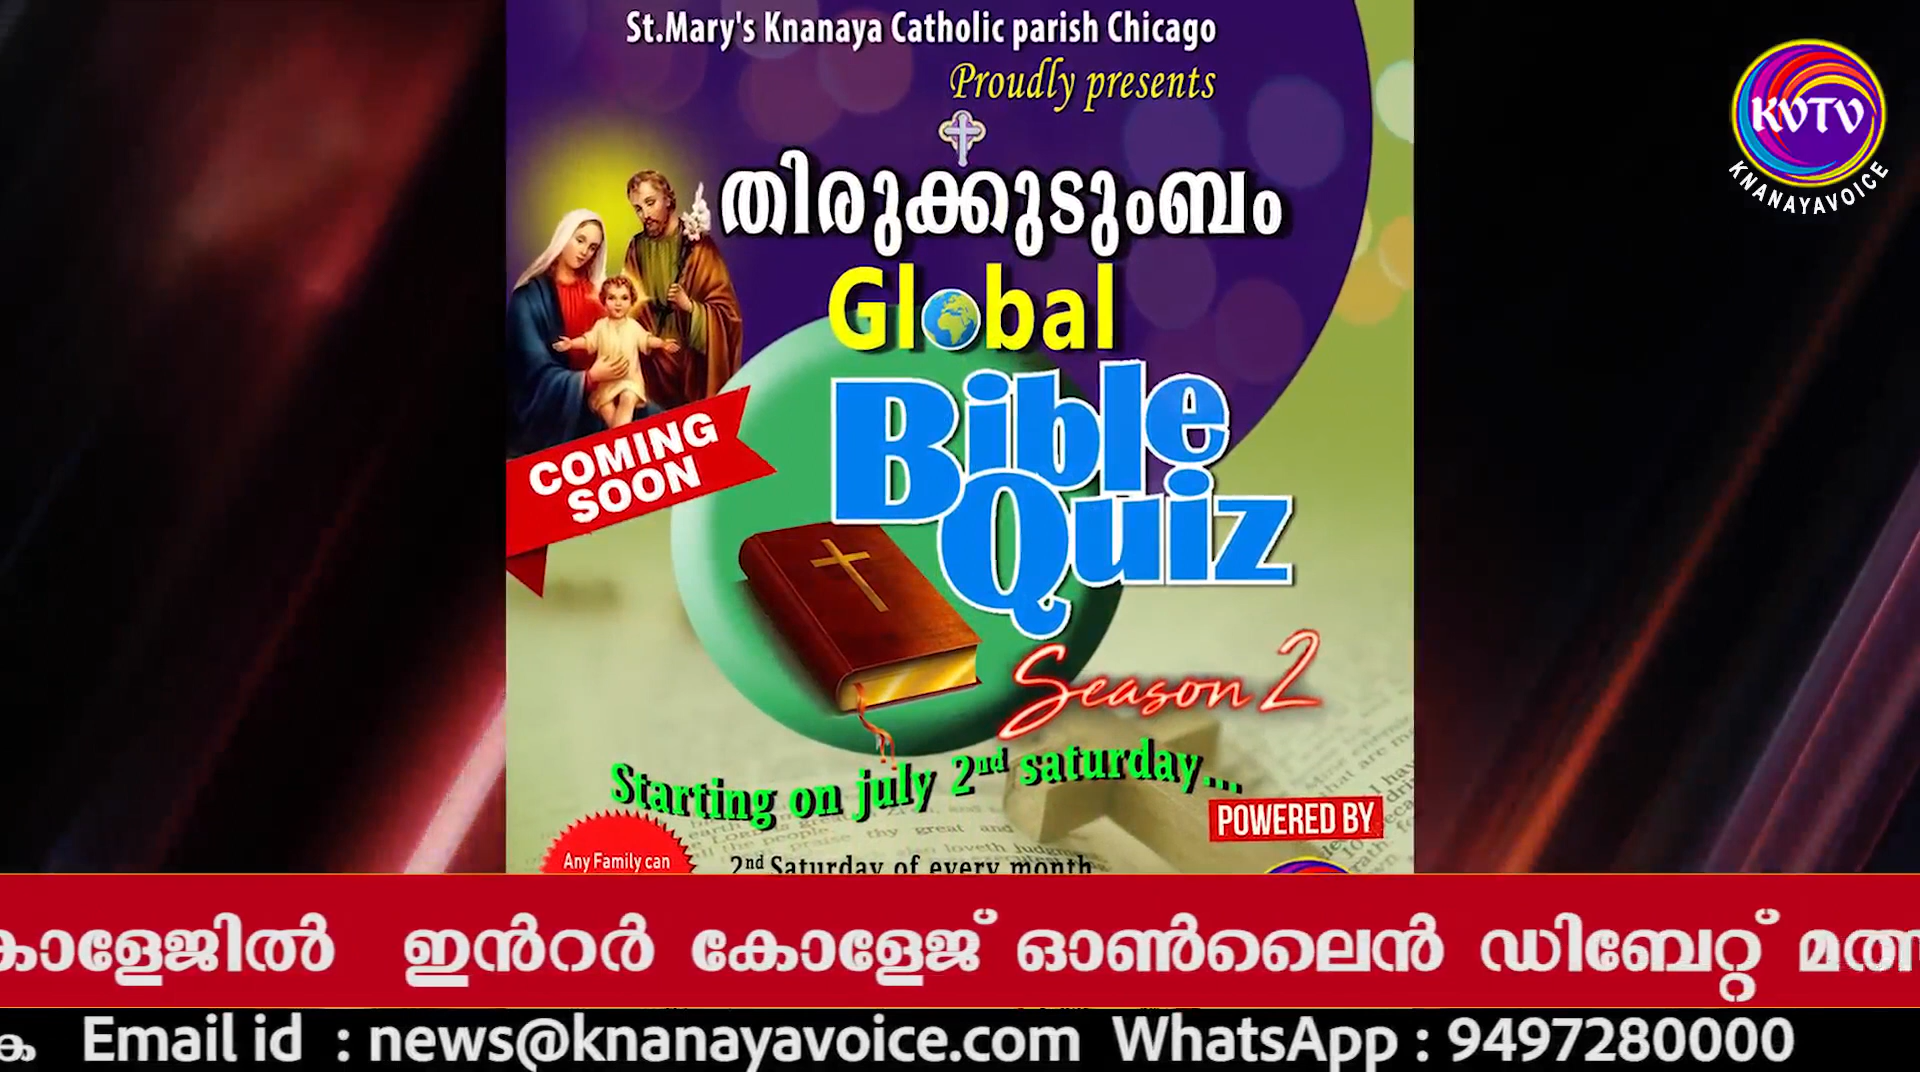 St.Mary's Knanaya Catholic parish Chicago
Proudly presents
തിരുക്കുടുംബം
Global
Bible
Quiz
COMING
SOON
Season 2
Starting on july 2nd saturday...
POWERED BY
Any Family can
2nd Saturday of every month
KVTV
KNANAYAVOICE
കാളേജിൽ ഇൻറർ കോളേജ് ഓൺലൈൻ ഡിബേറ്റ്
Email id : news@knanayavoice.com WhatsApp : 9497280000